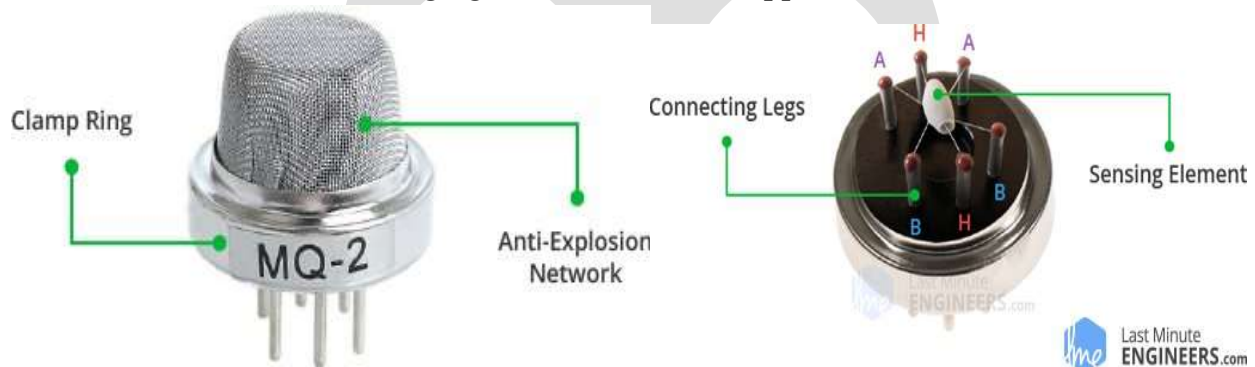 Clamp Ring
MQ-2
Anti-Explosion
Network
Connecting Legs
A
H
A
B
H
B
Sensing Element
Last Minute
ENGINEERS.com
Last Minute
ENGINEERS.com